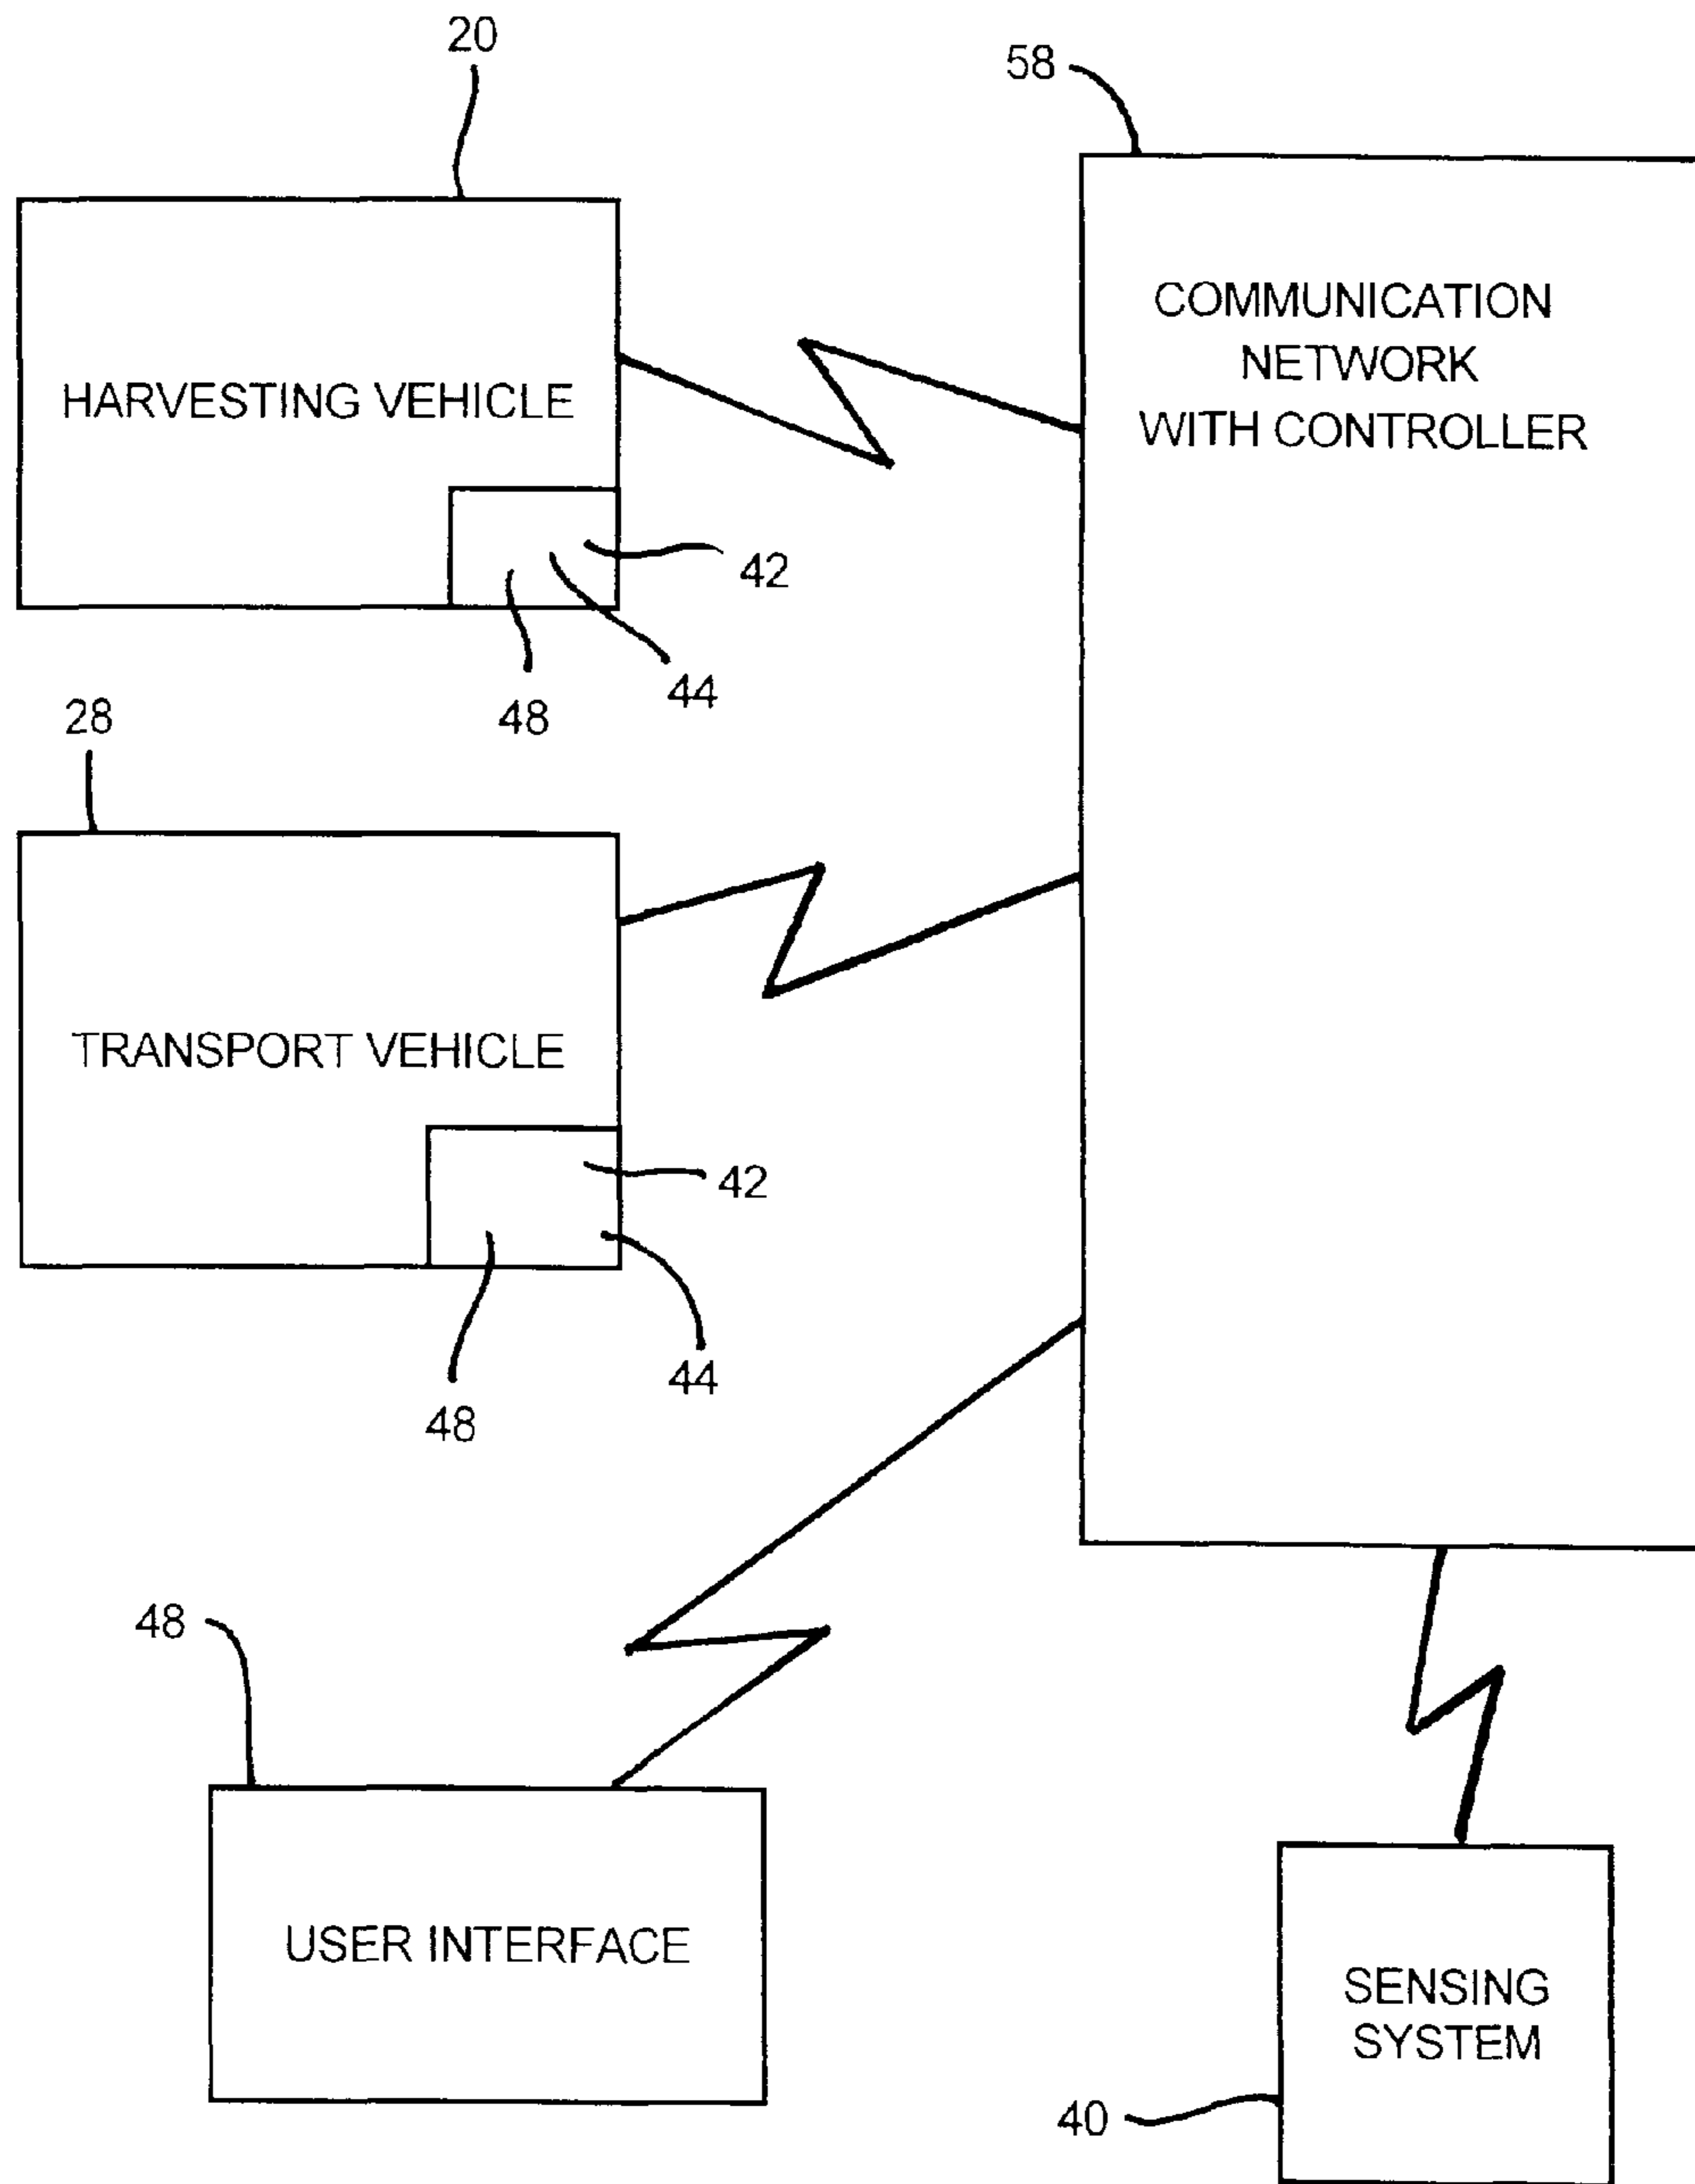 20
58
HARVESTING VEHICLE
COMMUNICATION
NETWORK
WITH CONTROLLER
42
44
48
28
TRANSPORT VEHICLE
42
44
48
48
USER INTERFACE
SENSING
SYSTEM
40